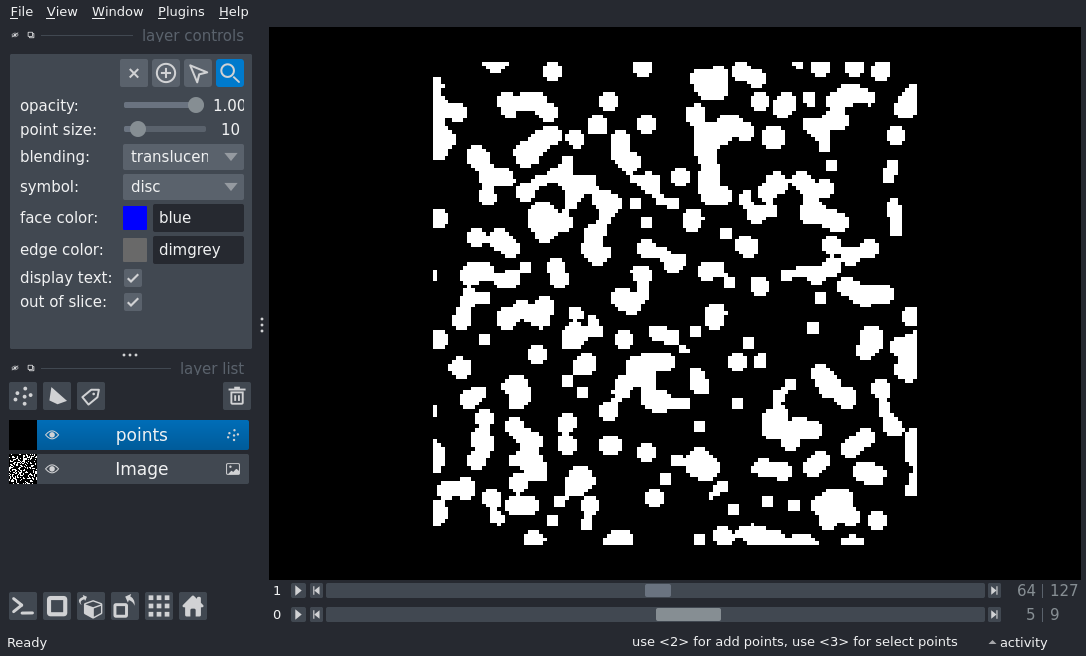 File View Window Plugins Help
layer controls
opacity: 1.00
point size: 10
blending: translucen
symbol: disc
face color: blue
edge color: dimgrey
display text:
out of slice:
layer list
points
Image
1 64 | 127
0 5 | 9
Ready use <2> for add points, use <3> for select points activity